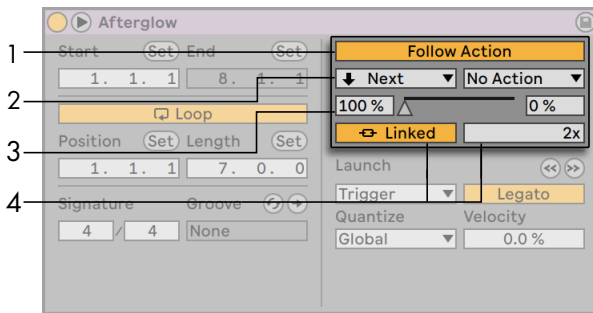 Afterglow
1
2
3
4
Start Set End Set
1. 1. 1 8. 1. 1
Loop
Position Set Length Set
1. 1. 1 7. 0. 0
Signature Groove
4 / 4 None
Follow Action
Next No Action
100 % 0 %
Linked 2x
Launch
Trigger Legato
Quantize Velocity
Global 0.0 %